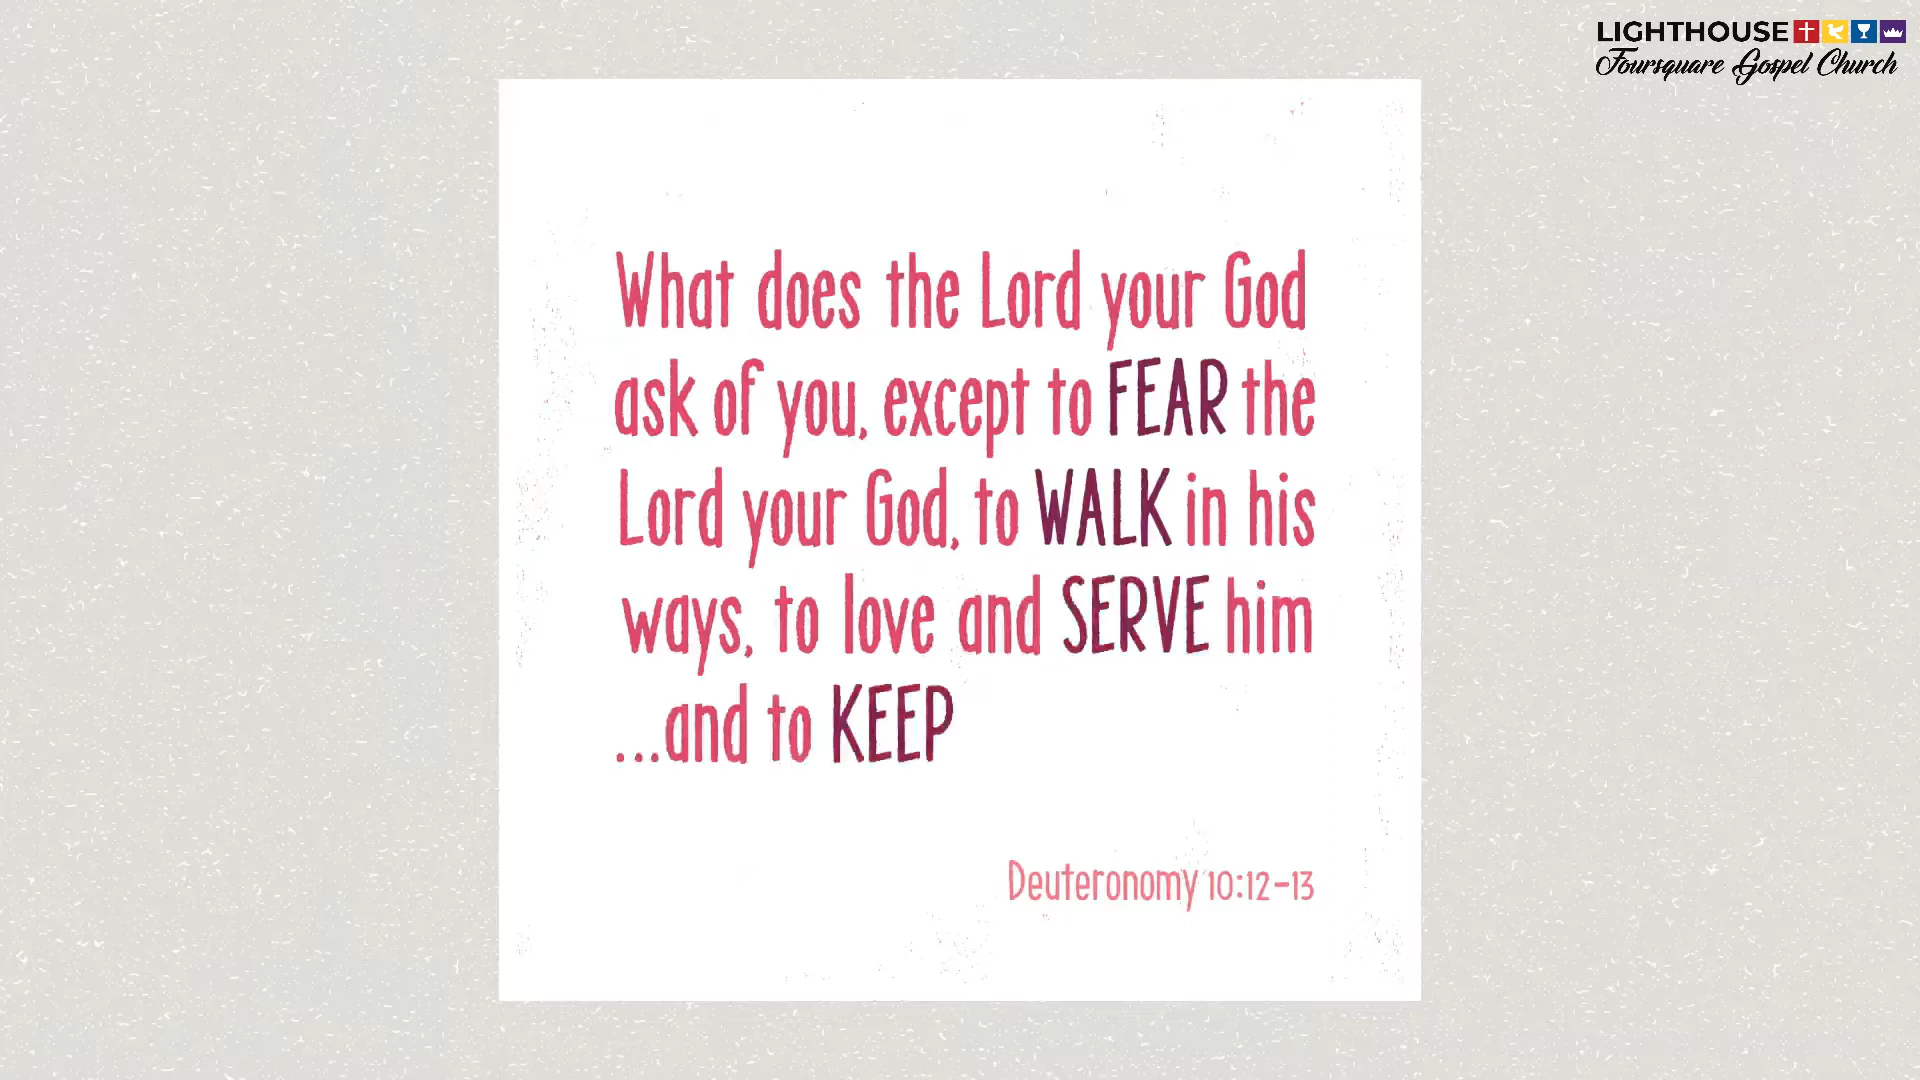 LIGHTHOUSE
Foursquare Gospel Church
What does the Lord your God
ask of you, except to FEAR the
Lord your God, to WALK in his
ways, to love and SERVE him
...and to KEEP
Deuteronomy 10:12-13